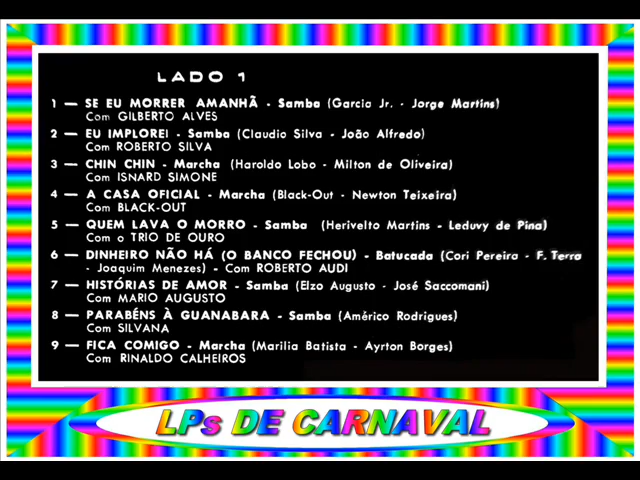 LADO 1
1 — SE EU MORRER AMANHÃ - Samba (Garcia Jr. - Jorge Martins)
Com GILBERTO ALVES
2 — EU IMPLOREI - Samba (Claudio Silva - João Alfredo)
Com ROBERTO SILVA
3 — CHIN CHIN - Marcha (Haroldo Lobo - Milton de Oliveira)
Com ISNARD SIMONE
4 — A CASA OFICIAL - Marcha (Black-Out - Newton Teixeira)
Com BLACK-OUT
5 — QUEM LAVA O MORRO - Samba (Herivelto Martins - Leduvy de Pina)
Com o TRIO DE OURO
6 — DINHEIRO NÃO HÁ (O BANCO FECHOU) - Batucada (Cori Pereira - F. Terra
- Joaquim Menezes) - Com ROBERTO AUDI
7 — HISTÓRIAS DE AMOR - Samba (Elzo Augusto - José Saccomani)
Com MARIO AUGUSTO
8 — PARABÉNS À GUANABARA - Samba (Américo Rodrigues)
Com SILVANA
9 — FICA COMIGO - Marcha (Marilia Batista - Ayrton Borges)
Com RINALDO CALHEIROS
LPs DE CARNAVAL